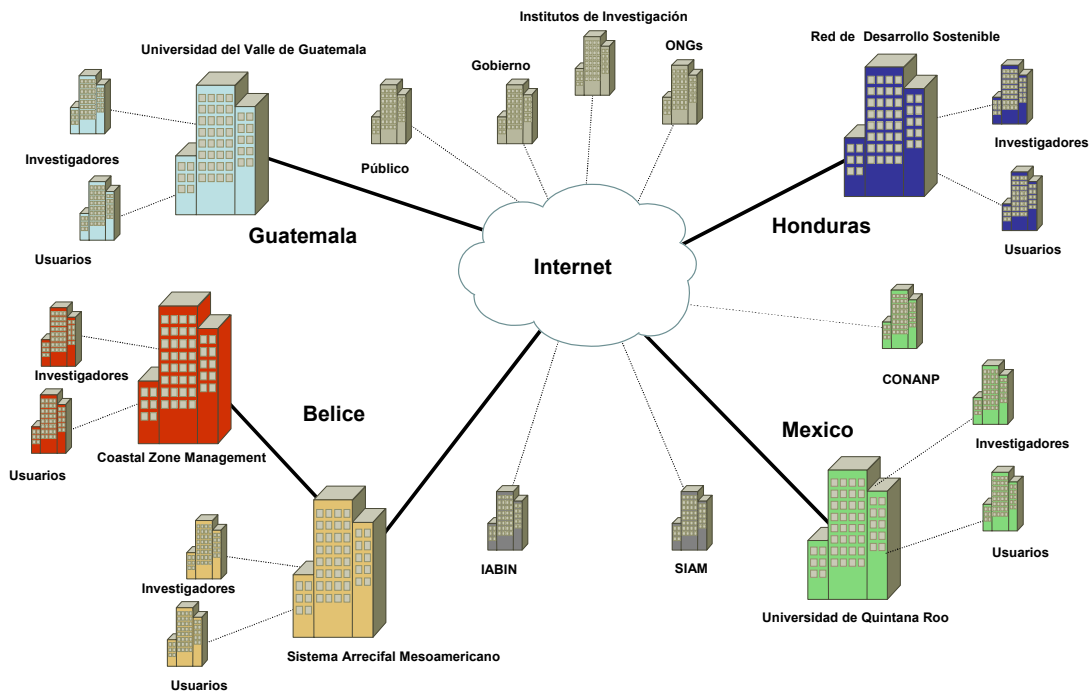 Institutos de Investigación
Universidad del Valle de Guatemala
Gobierno
ONGs
Red de Desarrollo Sostenible
Investigadores
Público
Investigadores
Usuarios
Guatemala
Honduras
Usuarios
Internet
Investigadores
CONANP
Belice
Mexico
Investigadores
Usuarios
Coastal Zone Management
Usuarios
IABIN
SIAM
Investigadores
Universidad de Quintana Roo
Sistema Arrecifal Mesoamericano
Usuarios